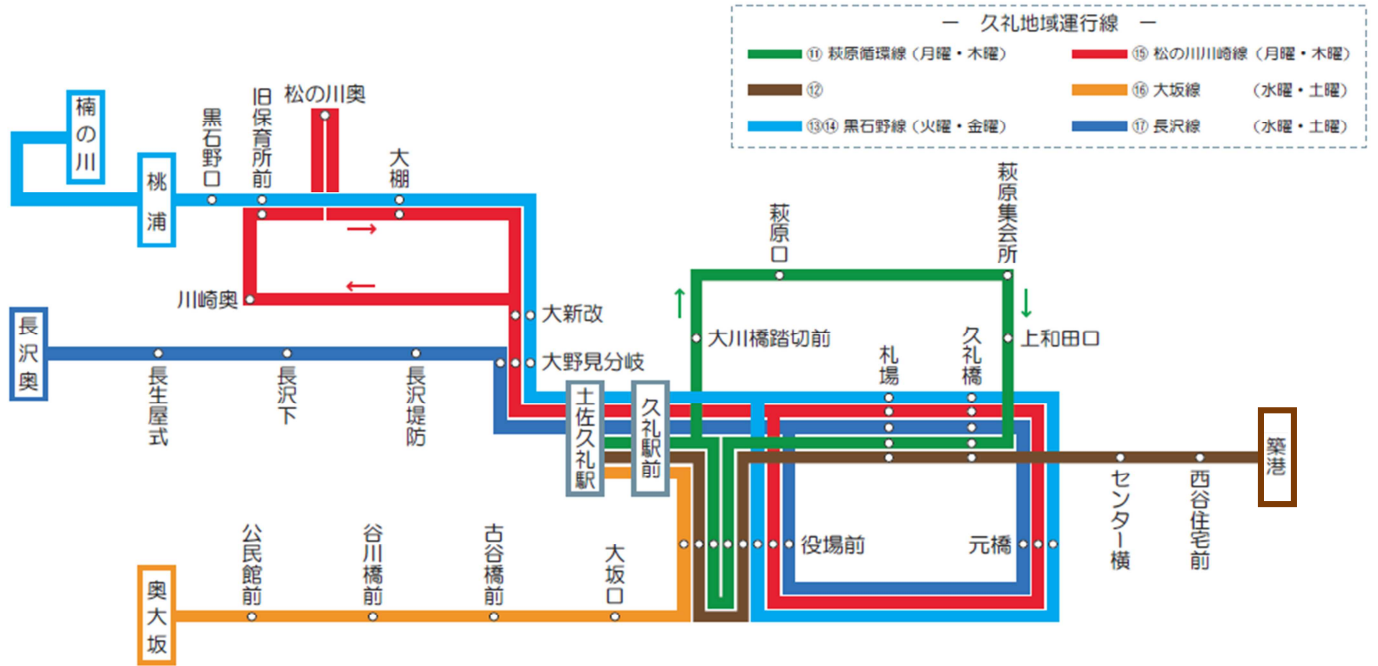 ― 久礼地域運行線 ―
⑪ 萩原循環線（月曜・木曜）
⑮ 松の川川崎線（月曜・木曜）
⑫
⑯ 大坂線 （水曜・土曜）
⑬⑭ 黒石野線（火曜・金曜）
⑰ 長沢線 （水曜・土曜）
楠の川
桃浦
黒石野口
旧保育所前
松の川奥
大棚
→
←
川崎奥
大新改
大野見分岐
長沢奥
長生屋式
長沢下
長沢堤防
土佐久礼駅
久礼駅前
萩原口
萩原集会所
↑
↓
大川橋踏切前
上和田口
札場
久礼橋
築港
センター横
西谷住宅前
役場前
元橋
奥大坂
公民館前
谷川橋前
古谷橋前
大坂口